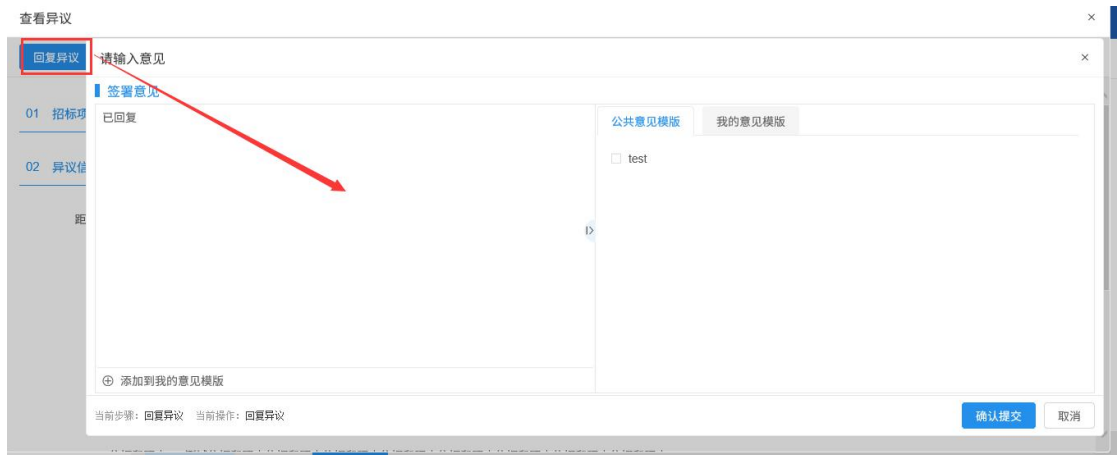 查看异议
×
回复异议
请输入意见
×
签署意见
01 招标项
已回复
公共意见模版
我的意见模版
test
02 异议信
距
添加到我的意见模版
当前步骤：回复异议 当前操作：回复异议
确认提交
取消